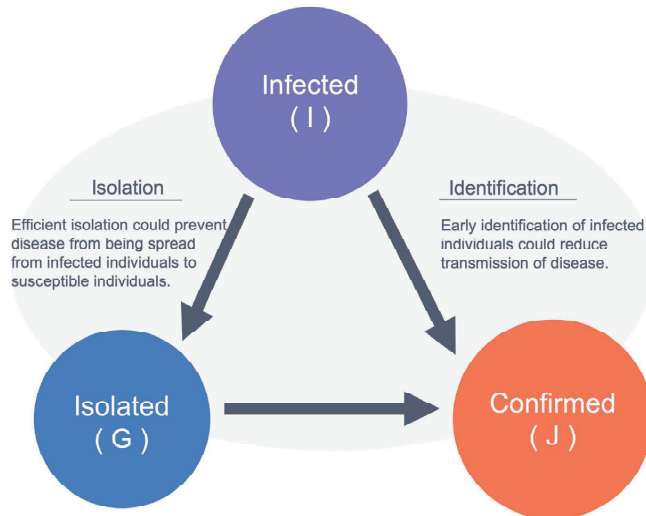 Infected
( I )
Isolation
Efficient isolation could prevent
disease from being spread
from infected individuals to
susceptible individuals.
Identification
Early identification of infected
individuals could reduce
transmission of disease.
Isolated
( G )
Confirmed
( J )